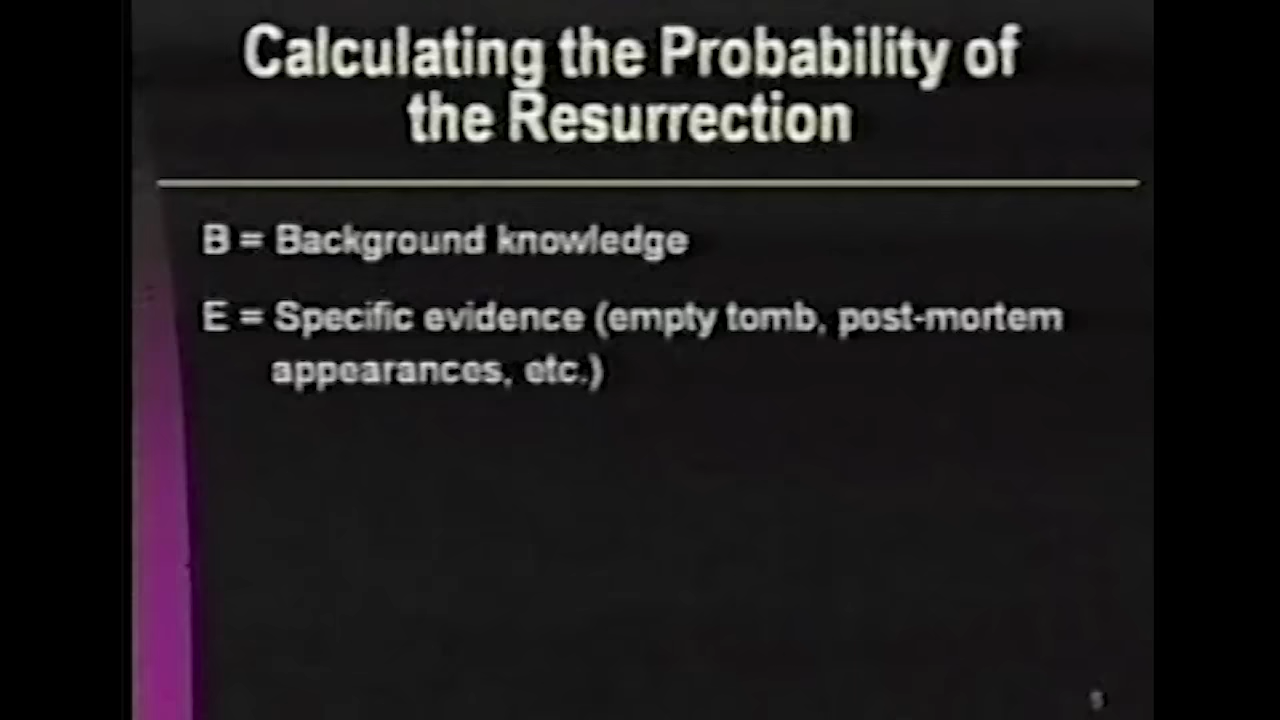 Calculating the Probability of
the Resurrection
B = Background knowledge
E = Specific evidence (empty tomb, post-mortem
appearances, etc.)